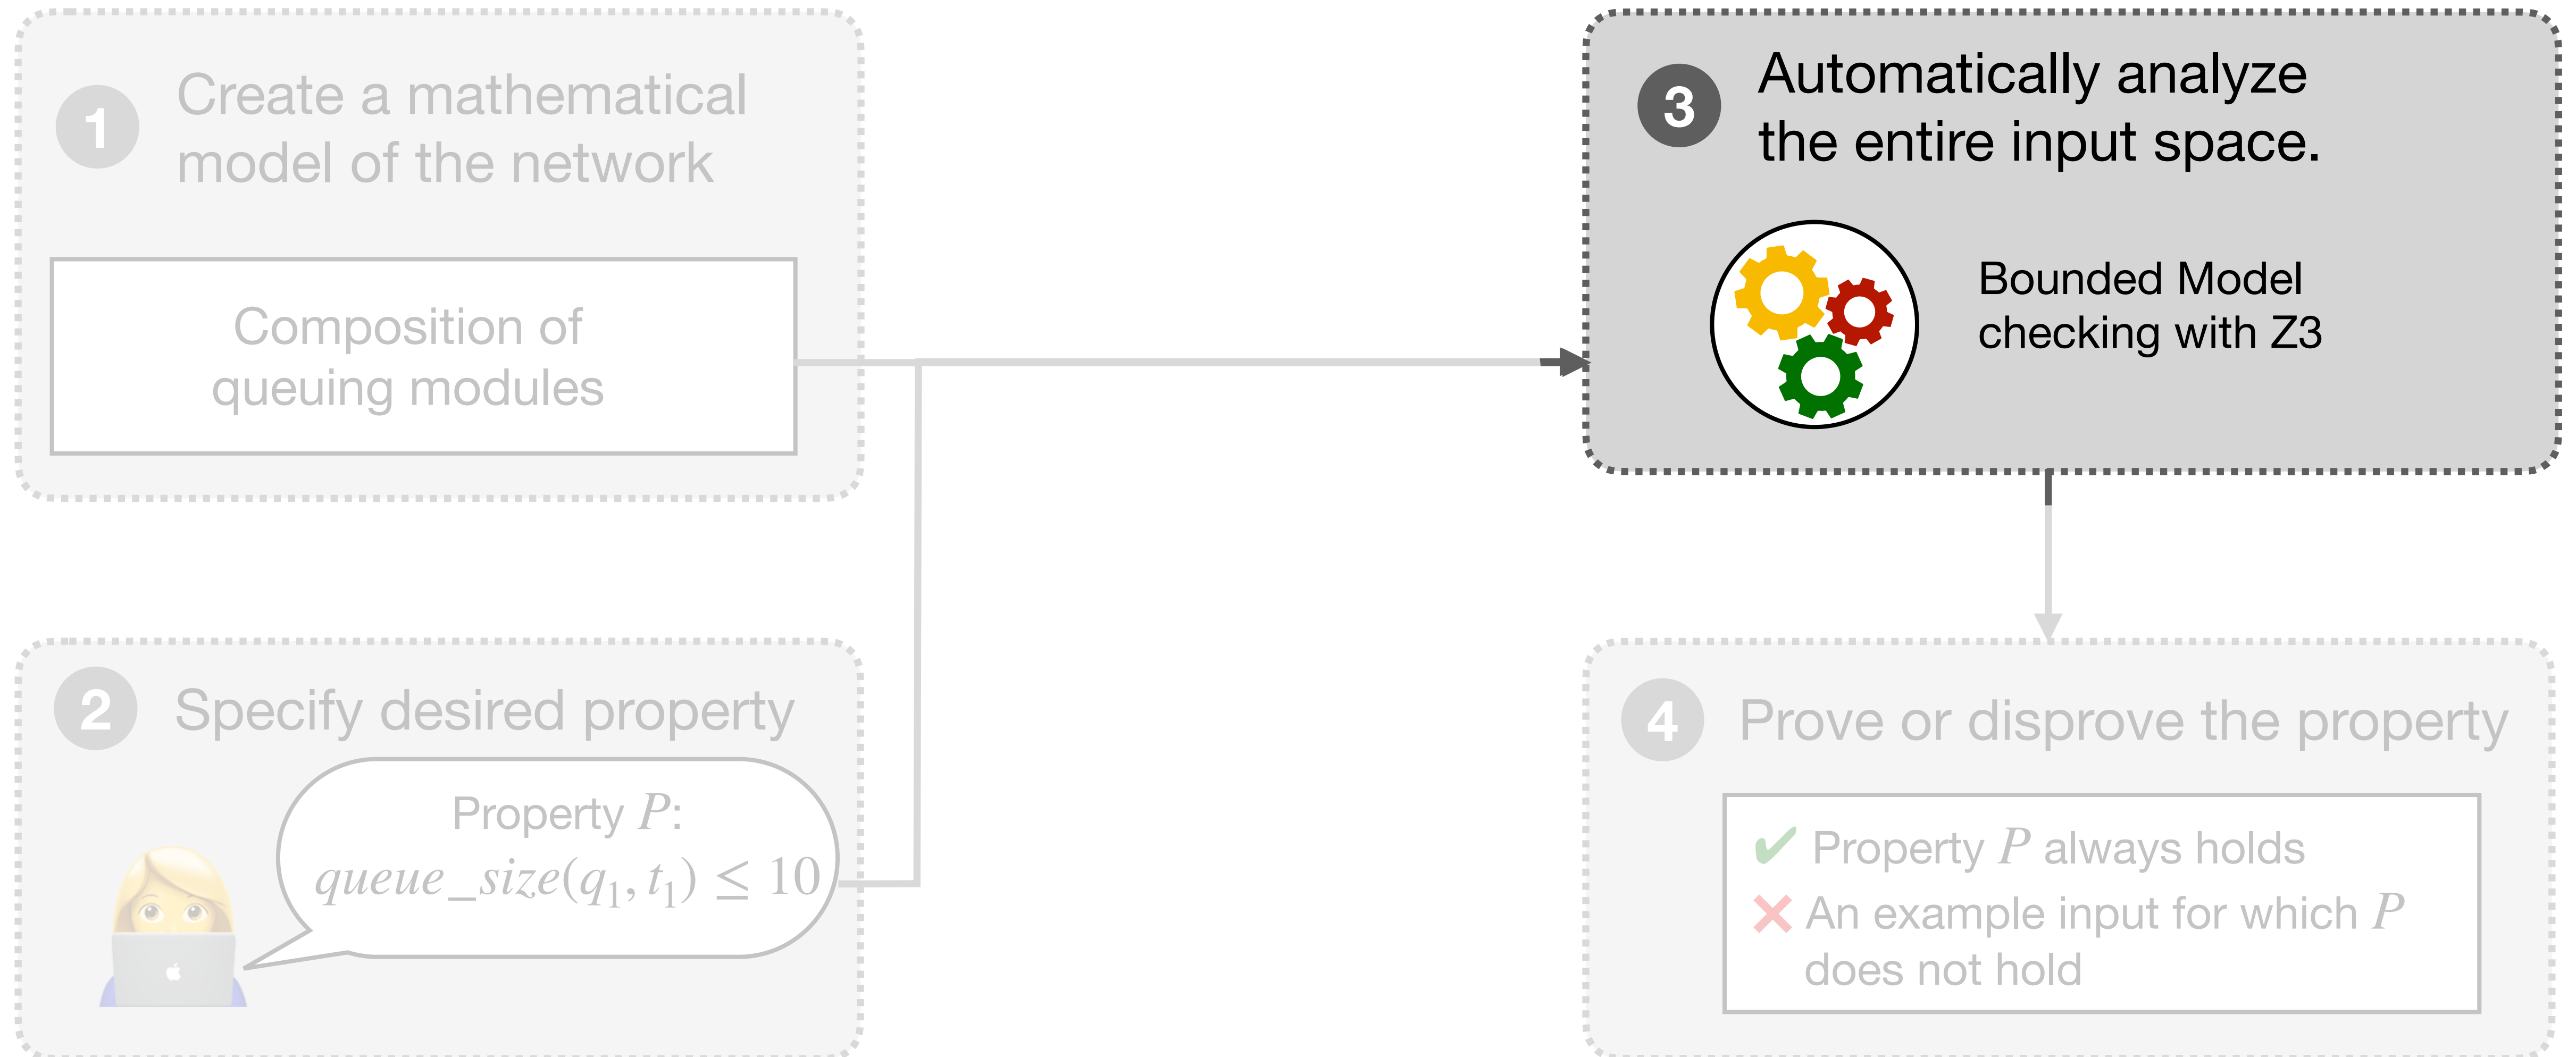 1
Create a mathematical
model of the network
Composition of
queuing modules
2
Specify desired property
Property P:
queue_size(q₁, t₁) ≤ 10
3
Automatically analyze
the entire input space.
Bounded Model
checking with Z3
4
Prove or disprove the property
✔ Property P always holds
❌ An example input for which P
does not hold